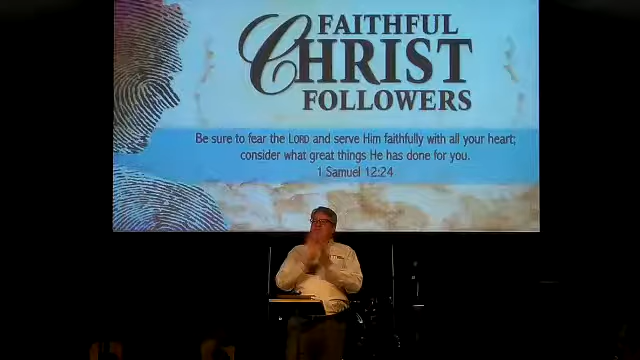 FAITHFUL
CHRIST
FOLLOWERS
Be sure to fear the LORD and serve Him faithfully with all your heart;
consider what great things He has done for you.
1 Samuel 12:24